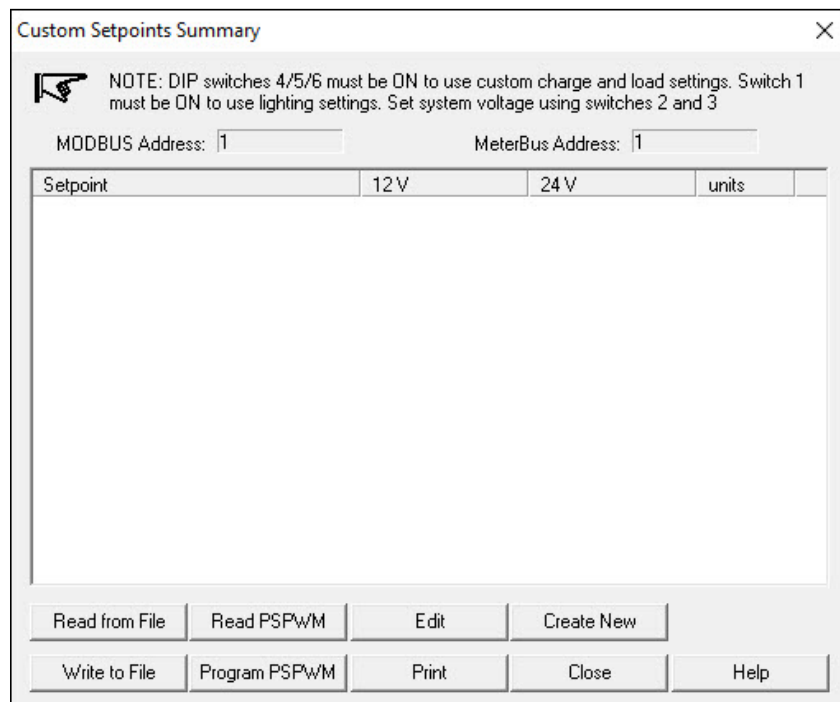 Custom Setpoints Summary
NOTE: DIP switches 4/5/6 must be ON to use custom charge and load settings. Switch 1
must be ON to use lighting settings. Set system voltage using switches 2 and 3
MODBUS Address: 1 MeterBus Address: 1
Setpoint 12 V 24 V units
Read from File Read PSPWM Edit Create New
Write to File Program PSPWM Print Close Help